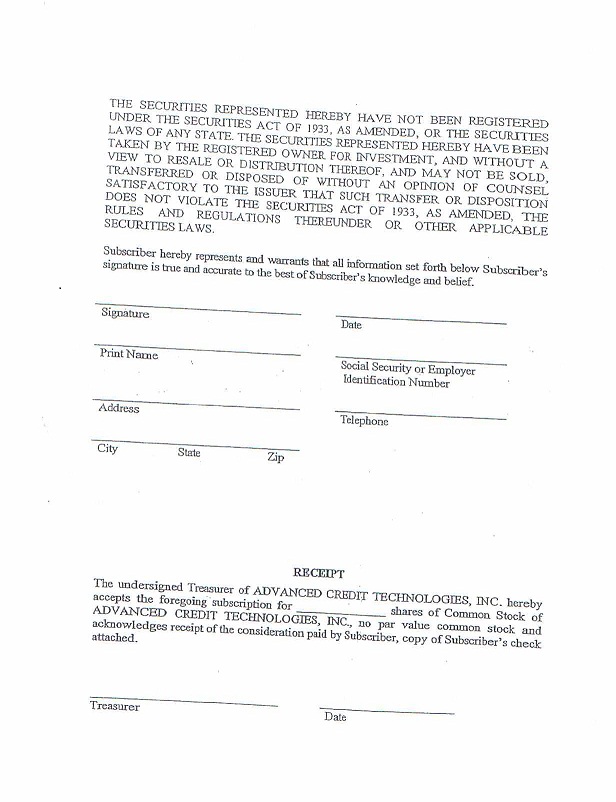 THE SECURITIES REPRESENTED HEREBY HAVE NOT BEEN REGISTERED
UNDER THE SECURITIES ACT OF 1933, AS AMENDED, OR THE SECURITIES
LAWS OF ANY STATE. THE SECURITIES REPRESENTED HEREBY HAVE BEEN
TAKEN BY THE REGISTERED OWNER FOR INVESTMENT, AND WITHOUT A
VIEW TO RESALE OR DISTRIBUTION THEREOF, AND MAY NOT BE SOLD,
TRANSFERRED OR DISPOSED OF WITHOUT AN OPINION OF COUNSEL
SATISFACTORY TO THE ISSUER THAT SUCH TRANSFER OR DISPOSITION
DOES NOT VIOLATE THE SECURITIES ACT OF 1933, AS AMENDED, THE
RULES AND REGULATIONS THEREUNDER OR OTHER APPLICABLE
SECURITIES LAWS.
Subscriber hereby represents and warrants that all information set forth below Subscriber's
signature is true and accurate to the best of Subscriber's knowledge and belief.
Signature
Date
Print Name
Social Security or Employer
Identification Number
Address
Telephone
City State Zip
RECEIPT
The undersigned Treasurer of ADVANCED CREDIT TECHNOLOGIES, INC. hereby
accepts the foregoing subscription for ______________ shares of Common Stock of
ADVANCED CREDIT TECHNOLOGIES, INC., no par value common stock and
acknowledges receipt of the consideration paid by Subscriber, copy of Subscriber's check
attached.
Treasurer
Date